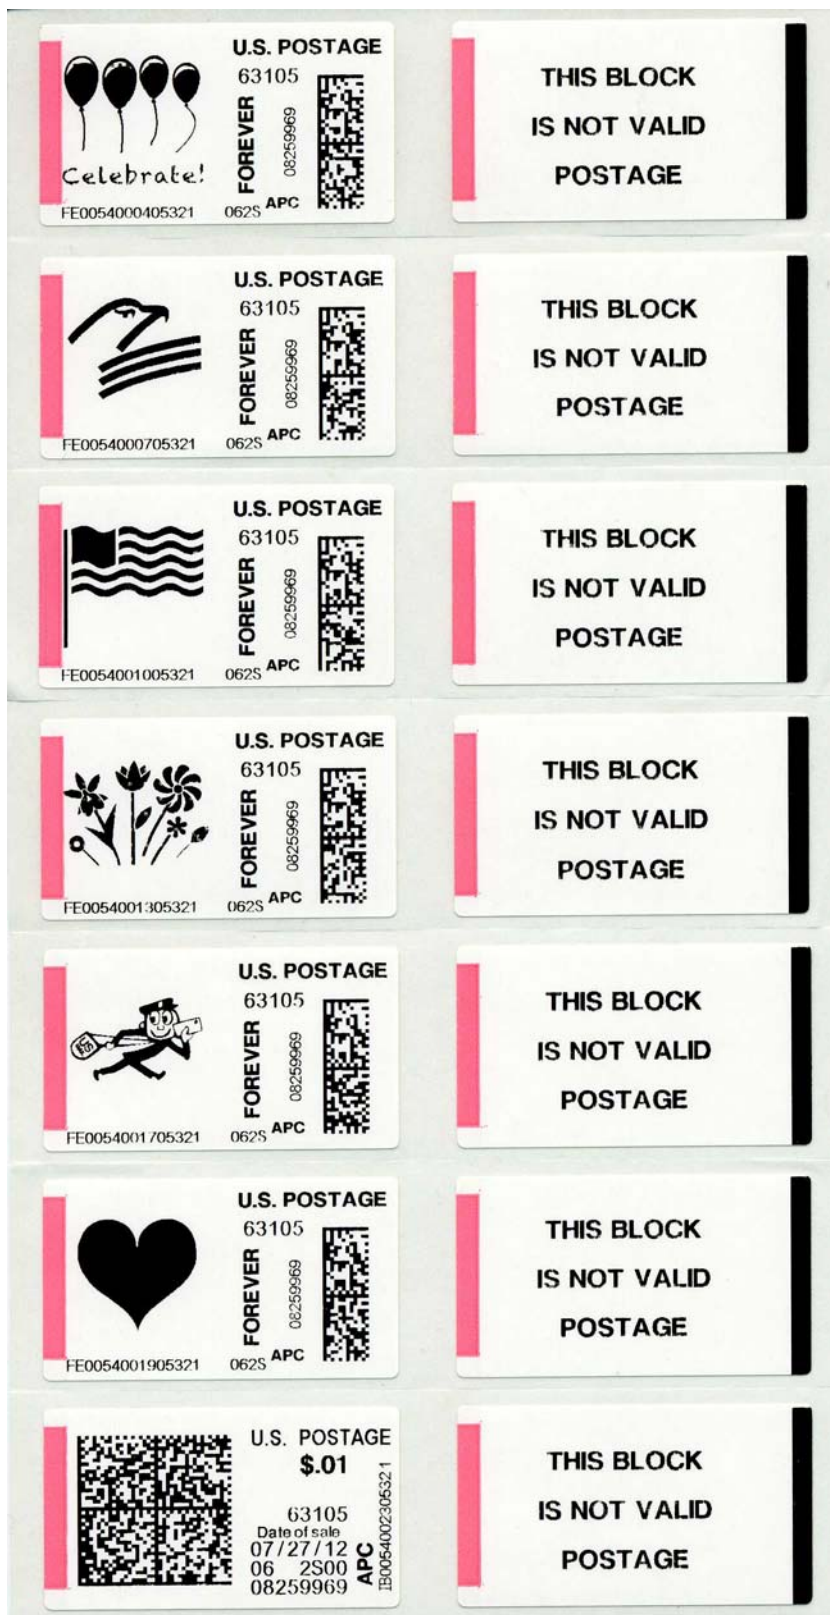 U.S. POSTAGE
63105
FOREVER
08259969
Celebrate!
FE0054000405321
062S
APC
THIS BLOCK
IS NOT VALID
POSTAGE
U.S. POSTAGE
63105
FOREVER
08259969
FE0054000705321
062S
APC
THIS BLOCK
IS NOT VALID
POSTAGE
U.S. POSTAGE
63105
FOREVER
08259969
FE0054001005321
062S
APC
THIS BLOCK
IS NOT VALID
POSTAGE
U.S. POSTAGE
63105
FOREVER
08259969
FE0054001305321
062S
APC
THIS BLOCK
IS NOT VALID
POSTAGE
U.S. POSTAGE
63105
FOREVER
08259969
FE0054001705321
062S
APC
THIS BLOCK
IS NOT VALID
POSTAGE
U.S. POSTAGE
63105
FOREVER
08259969
FE0054001905321
062S
APC
THIS BLOCK
IS NOT VALID
POSTAGE
U.S. POSTAGE
$.01
63105
Date of sale
07/27/12
06 2S00
08259969
APC
IB0054002305321
THIS BLOCK
IS NOT VALID
POSTAGE